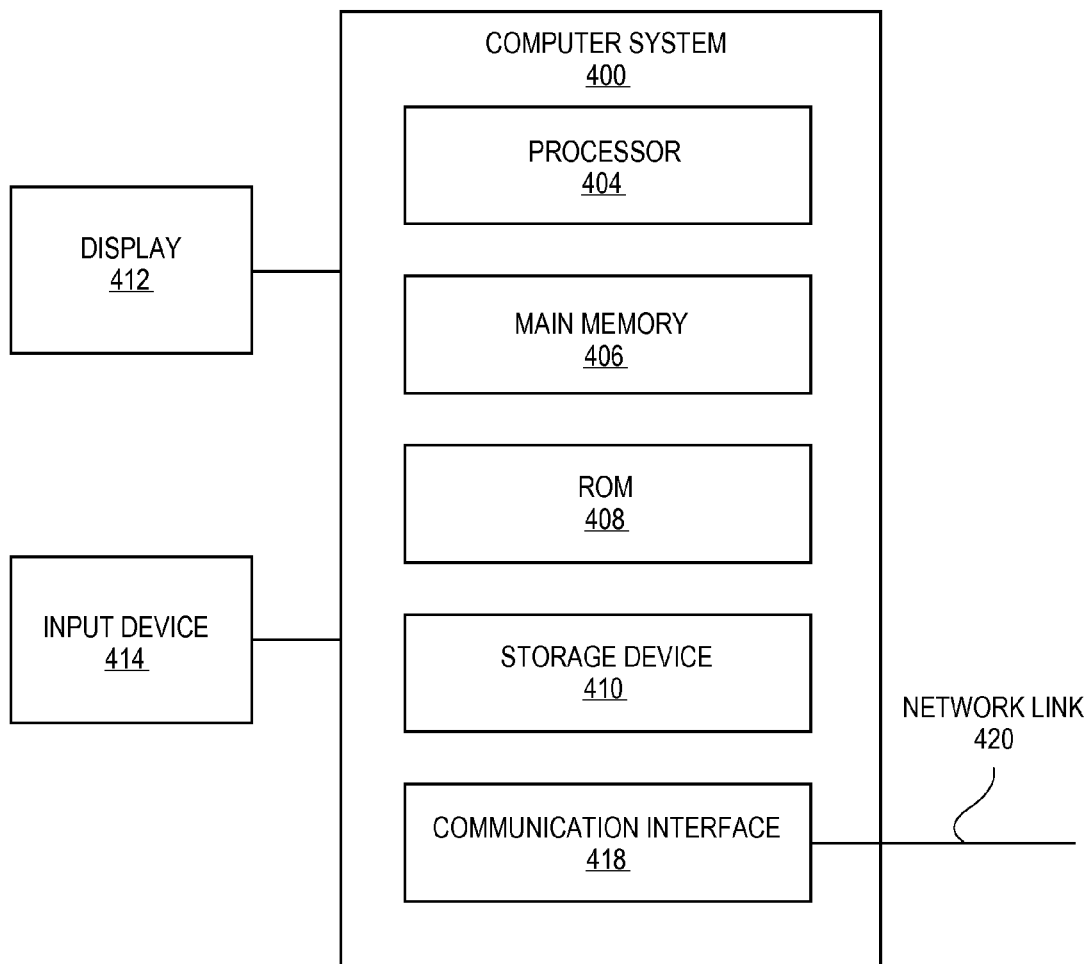 COMPUTER SYSTEM
400
PROCESSOR
404
DISPLAY
412
MAIN MEMORY
406
ROM
408
INPUT DEVICE
414
STORAGE DEVICE
410
NETWORK LINK
420
COMMUNICATION INTERFACE
418